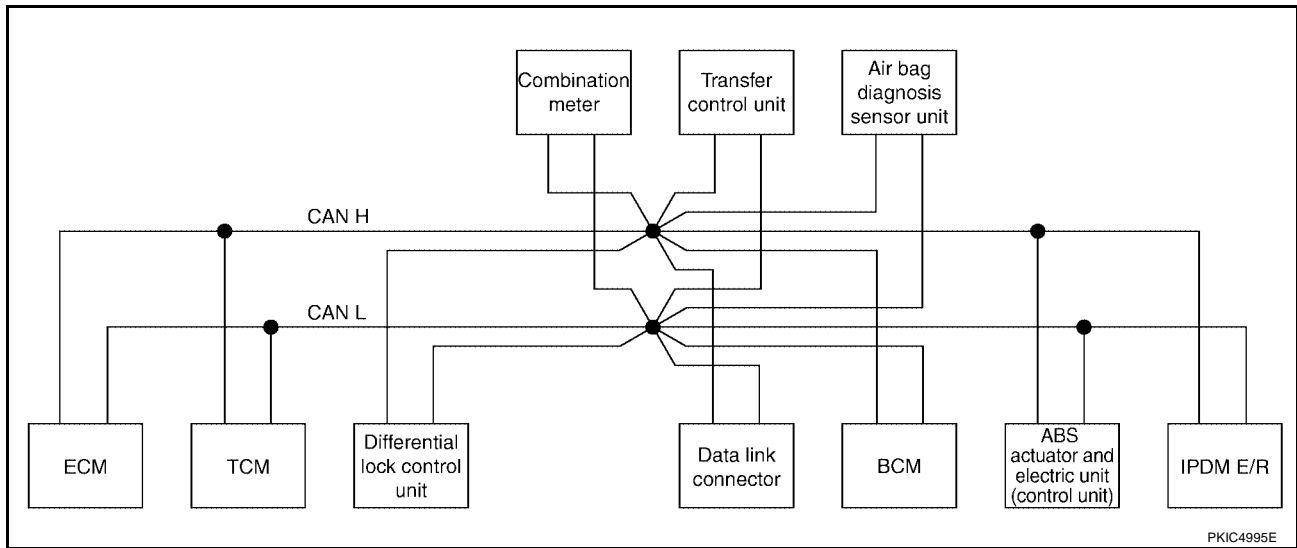 Combination
meter
Transfer
control unit
Air bag
diagnosis
sensor unit
CAN H
CAN L
ECM
TCM
Differential
lock control
unit
Data link
connector
BCM
ABS
actuator and
electric unit
(control unit)
IPDM E/R
PKIC4995E